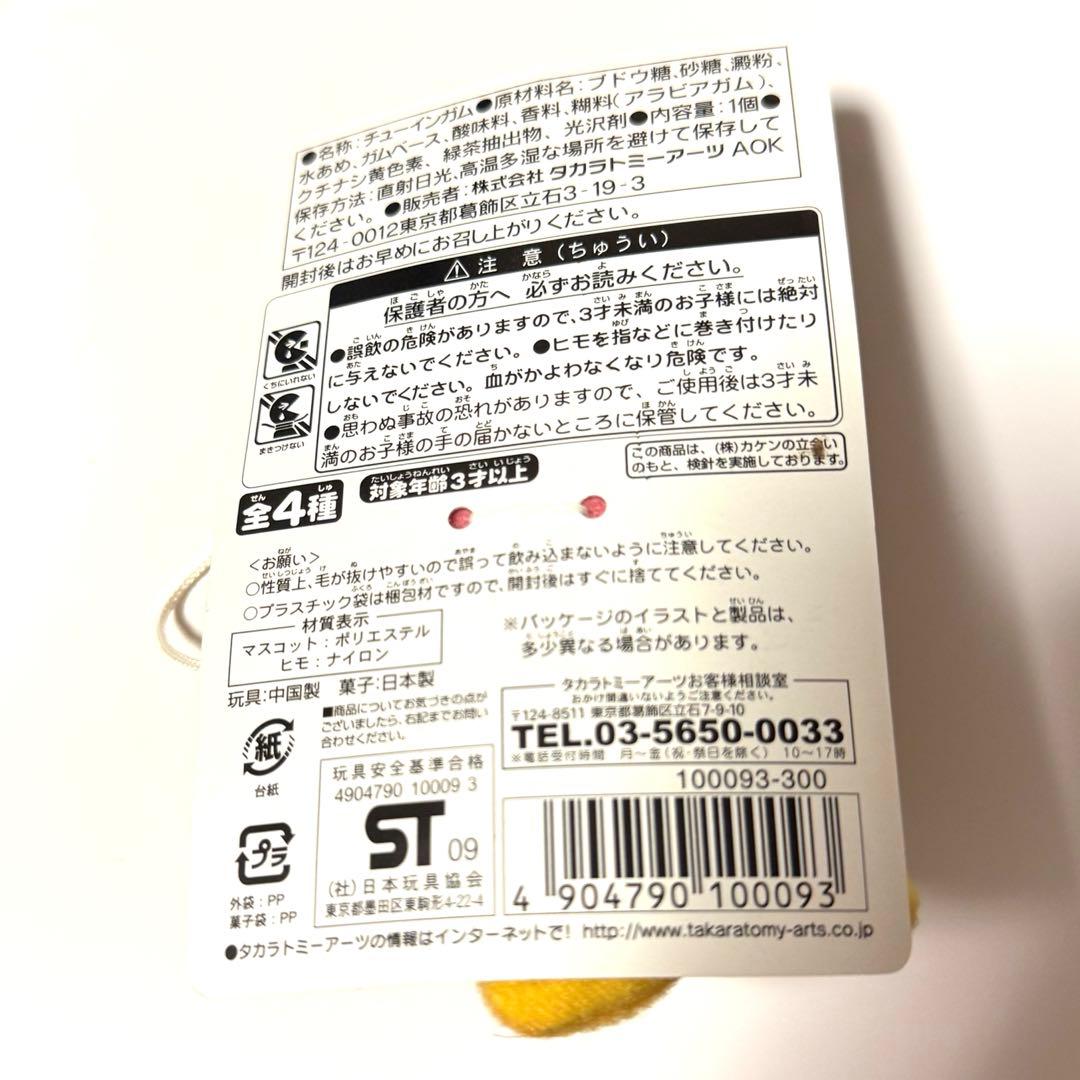 ●名称：チューインガム●原材料名：ブドウ糖、砂糖、澱粉、
水あめ、ガムベース、酸味料、香料、糊料（アラビアガム）、
クチナシ黄色素、緑茶抽出物、光沢剤●内容量：1個●
保存方法：直射日光、高温多湿な場所を避けて保存して
ください。●販売者：株式会社タカラトミーアーツ AOK
〒124-0012東京都葛飾区立石3-19-3
開封後はお早めにお召し上がりください。
注意（ちゅうい）
保護者の方へ 必ずお読みください。
●誤飲の危険がありますので、3才未満のお子様には絶対
に与えないでください。●ヒモを指などに巻き付けたり
しないでください。血がかよわなくなり危険です。
●思わぬ事故の恐れがありますので、ご使用後は3才未
満のお子様の手の届かないところに保管してください。
くちにいれない
まきつけない
この商品は、(株)カケンの立会い
のもと、検針を実施しております。
全4種
対象年齢3才以上
＜お願い＞
○性質上、毛が抜けやすいので誤って飲み込まないように注意してください。
○プラスチック袋は梱包材ですので、開封後はすぐに捨ててください。
材質表示
マスコット：ポリエステル
ヒモ：ナイロン
※パッケージのイラストと製品は、
多少異なる場合があります。
玩具：中国製 菓子：日本製
■商品についてお気づきの点が
ございましたら、右記までお問い
合わせください。
タカラトミーアーツお客様相談室
おかけ間違いないようご注意ください。
〒124-8511 東京都葛飾区立石7-9-10
TEL.03-5650-0033
※電話受付時間 月〜金（祝・祭日を除く） 10〜17時
100093-300
紙
台紙
プラ
外袋：PP
菓子袋：PP
玩具安全基準合格
4904790 10009 3
ST 09
（社）日本玩具協会
東京都墨田区東駒形4-22-4
4 904790 100093
●タカラトミーアーツの情報はインターネットで！ http://www.takaratomy-arts.co.jp